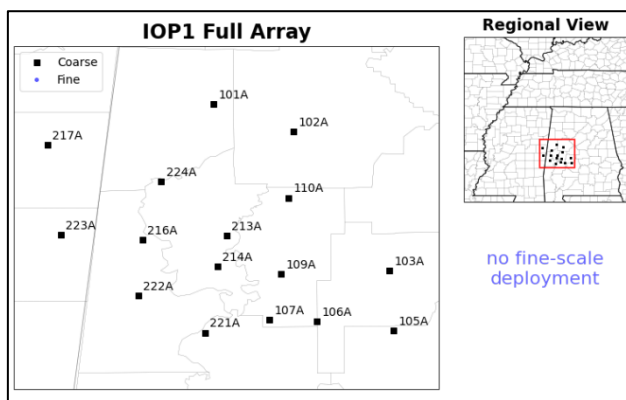 IOP1 Full Array
Regional View
Coarse
Fine
101A
102A
217A
224A
110A
223A
216A
213A
214A
109A
103A
222A
221A
107A
106A
105A
no fine-scale
deployment